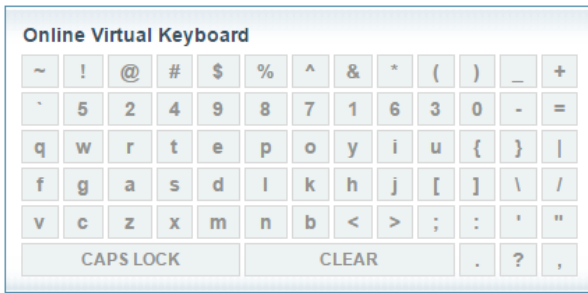 Online Virtual Keyboard
~ ! @ # $ % ^ & * ( ) _ +
` 5 2 4 9 8 7 1 6 3 0 - =
q w r t e p o y i u { } |
f g a s d l k h j [ ] \ /
v c z x m n b < > ; : ' "
CAPS LOCK CLEAR . ? ,